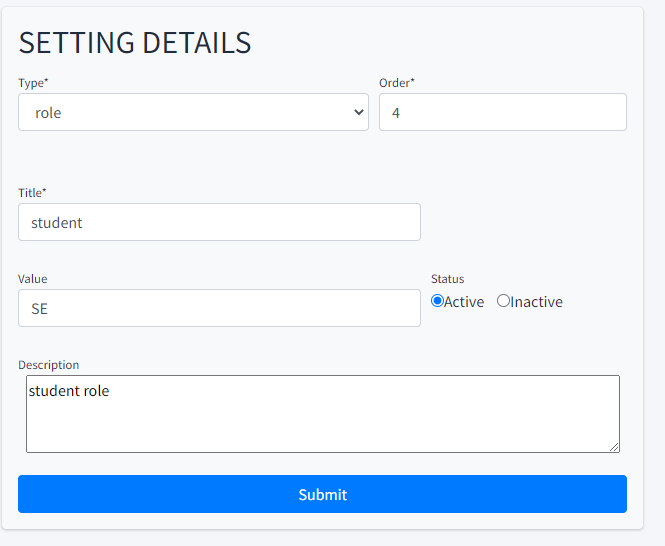 SETTING DETAILS
Type* Order*
role 4
Title*
student
Value Status
SE Active Inactive
Description
student role
Submit